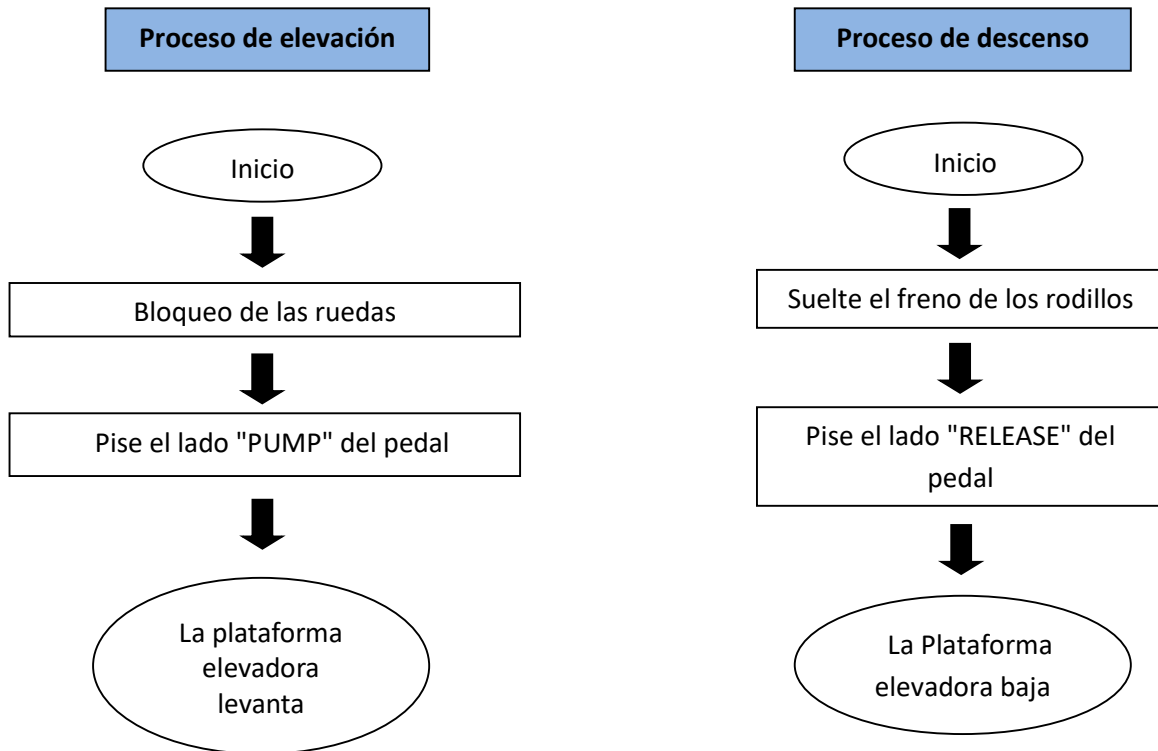 Proceso de elevación
Inicio
Bloqueo de las ruedas
Pise el lado "PUMP" del pedal
La plataforma
elevadora
levanta
Proceso de descenso
Inicio
Suelte el freno de los rodillos
Pise el lado "RELEASE" del
pedal
La Plataforma
elevadora baja